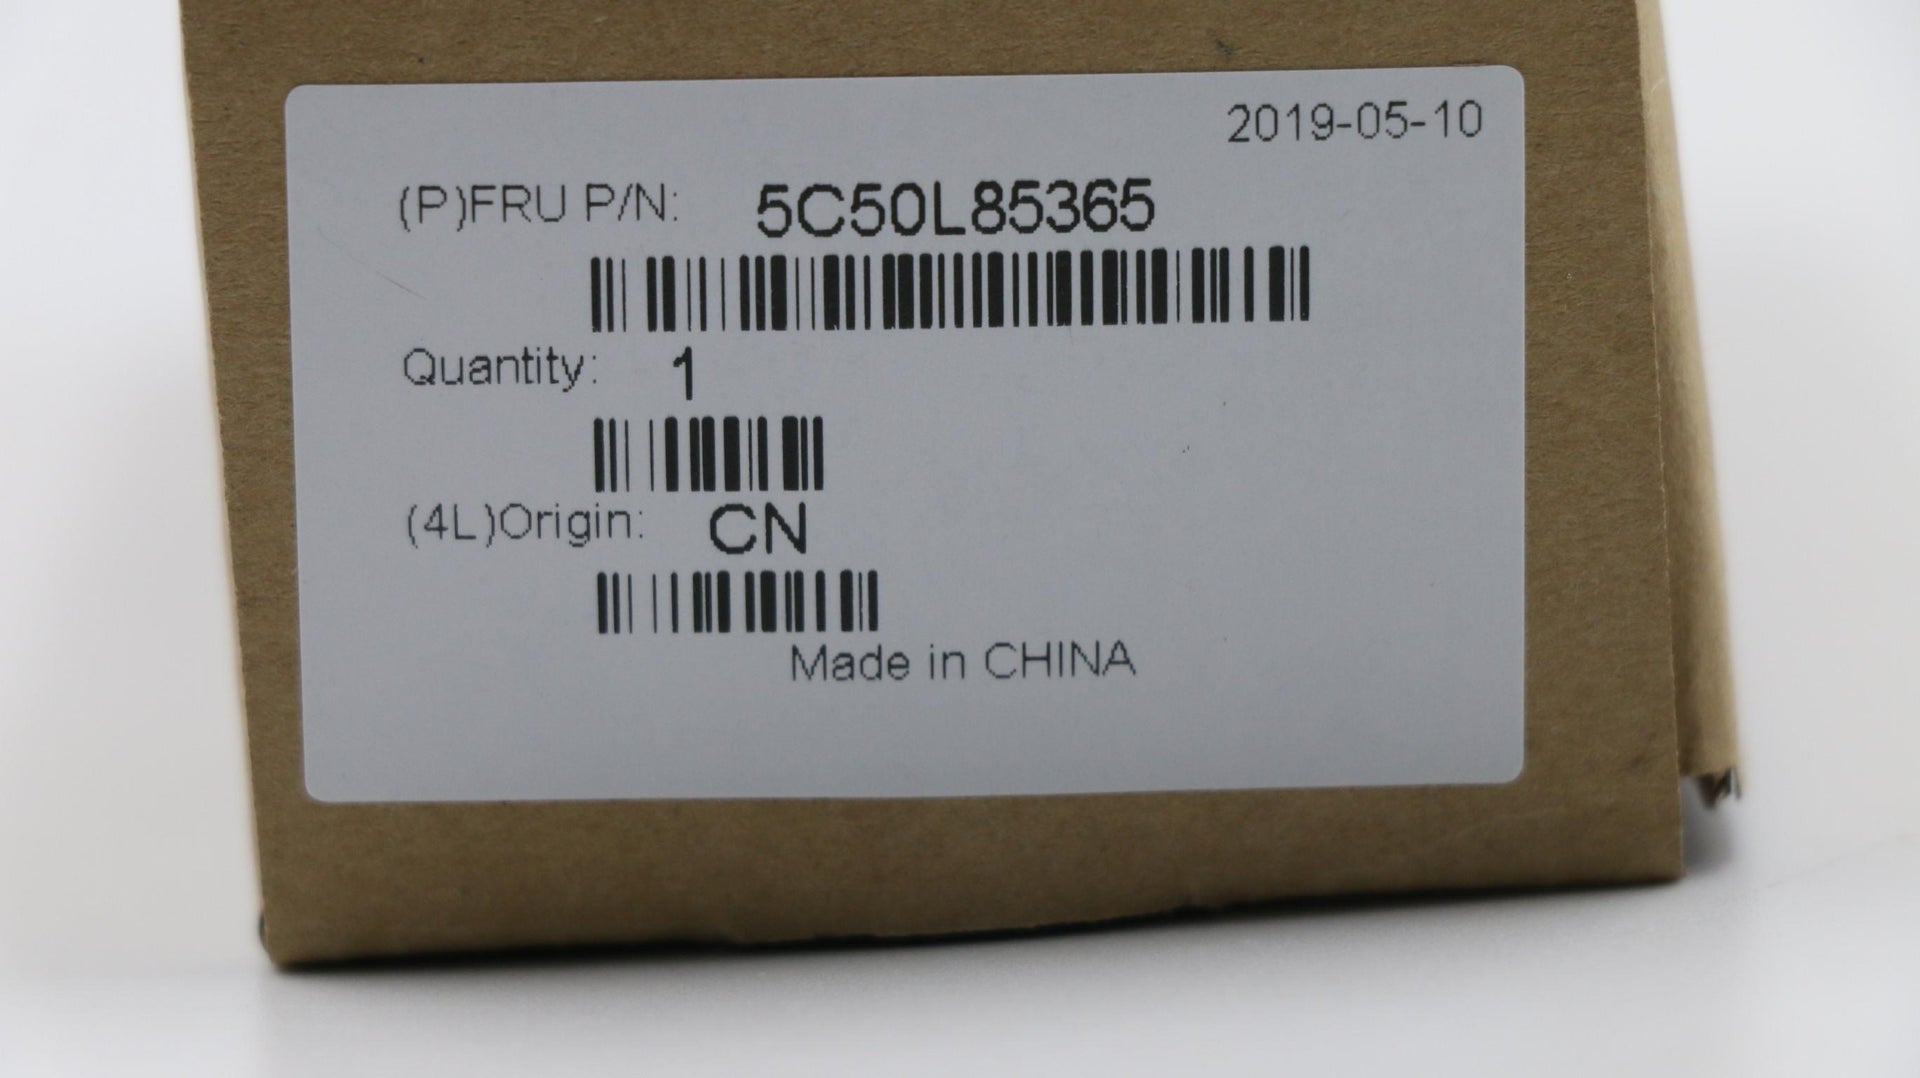 2019-05-10
(P)FRU P/N: 5C50L85365
Quantity: 1
(4L)Origin: CN
Made in CHINA